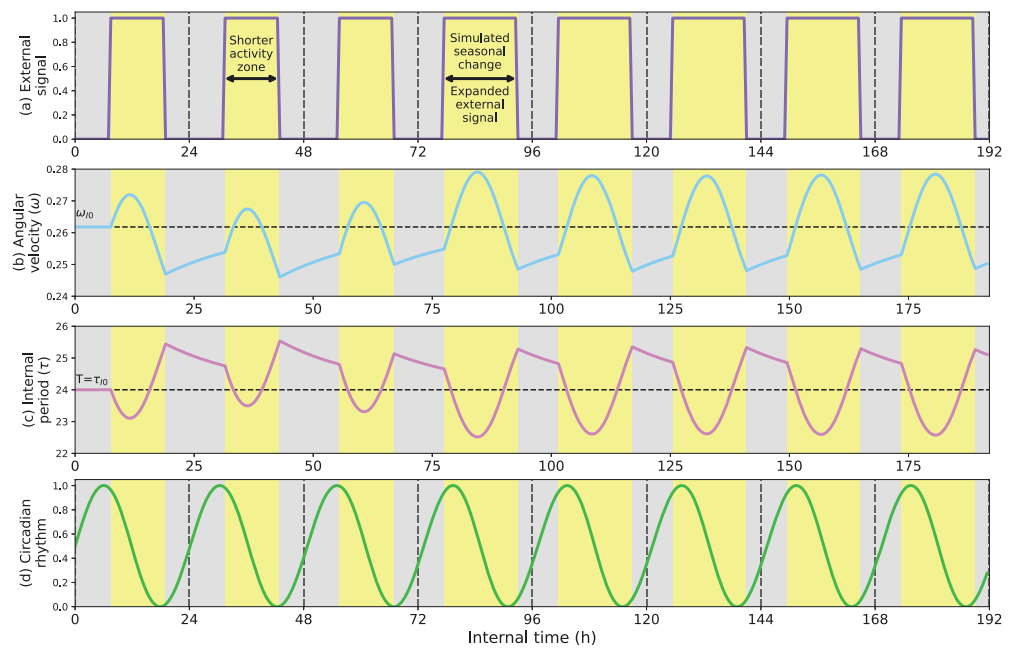 (a) External
signal
1.0
0.8
0.6
0.4
0.2
0.0
Shorter
activity
zone
Simulated
seasonal
change
Expanded
external
signal
0 24 48 72 96 120 144 168 192
(b) Angular
velocity (ω)
0.28
0.27
0.26
0.25
0.24
ω_{I0}
0 25 50 75 100 125 150 175
(c) Internal
period (τ)
26
25
24
23
22
T=τ_{I0}
0 25 50 75 100 125 150 175
(d) Circadian
rhythm
1.0
0.8
0.6
0.4
0.2
0.0
0 24 48 72 96 120 144 168 192
Internal time (h)